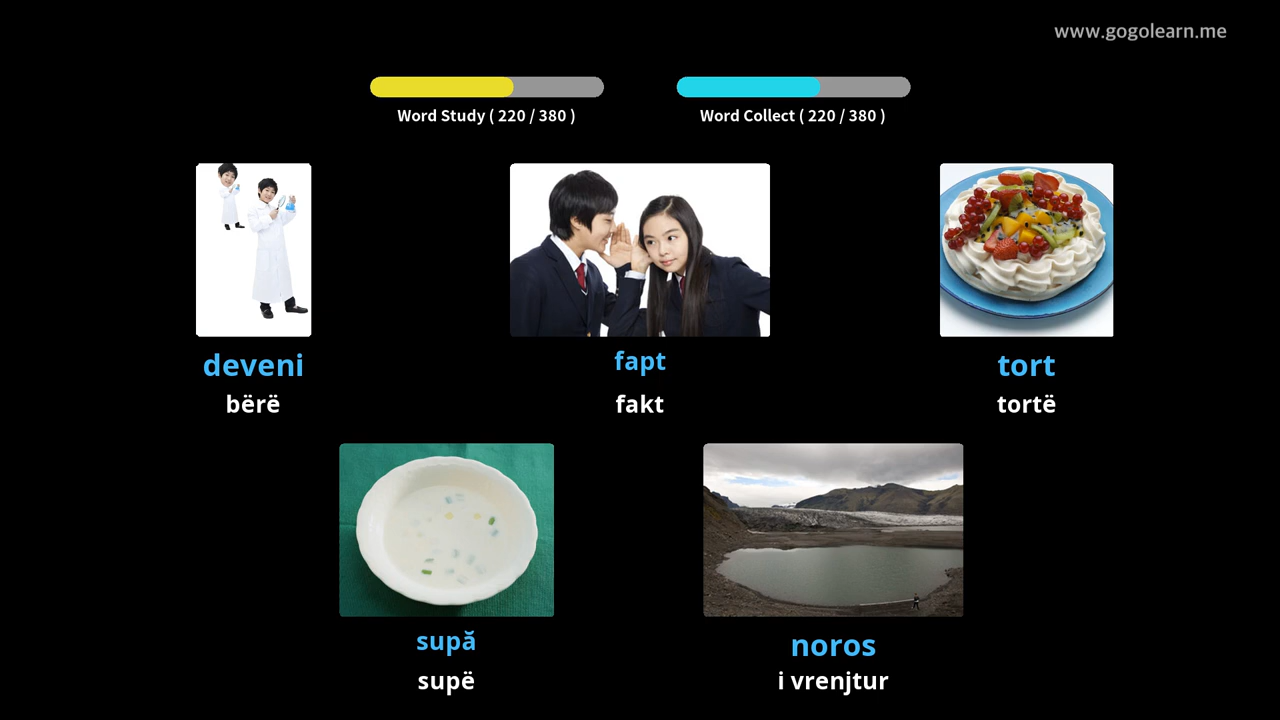 www.gogolearn.me
Word Study ( 220 / 380 )
Word Collect ( 220 / 380 )
deveni
bërë
fapt
fakt
tort
tortë
supă
supë
noros
i vrenjtur